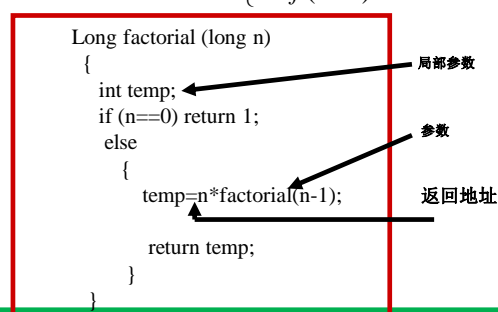 Long factorial (long n)
{
int temp;
局部参数
if (n==0) return 1;
else
参数
{
temp=n*factorial(n-1);
返回地址
return temp;
}
}